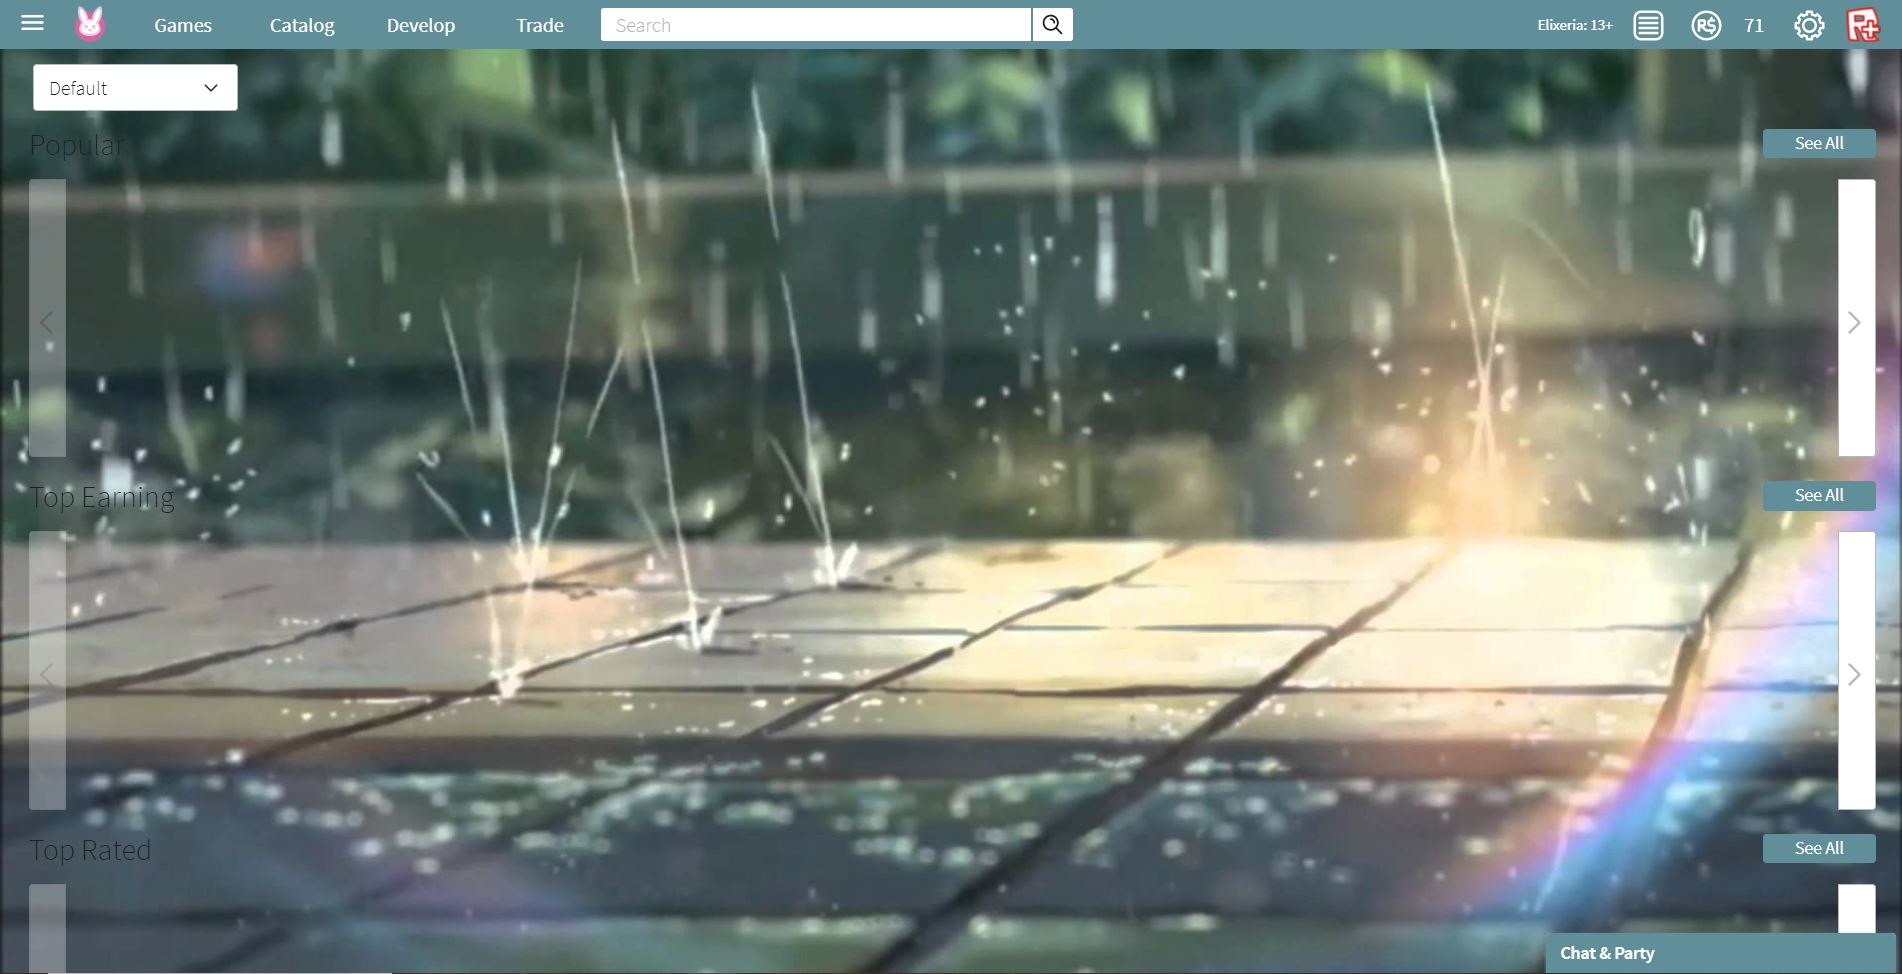 Games Catalog Develop Trade Search Elixeria: 13+ R$ 71 R+
Default
Popular See All
Top Earning See All
Top Rated See All
Chat & Party